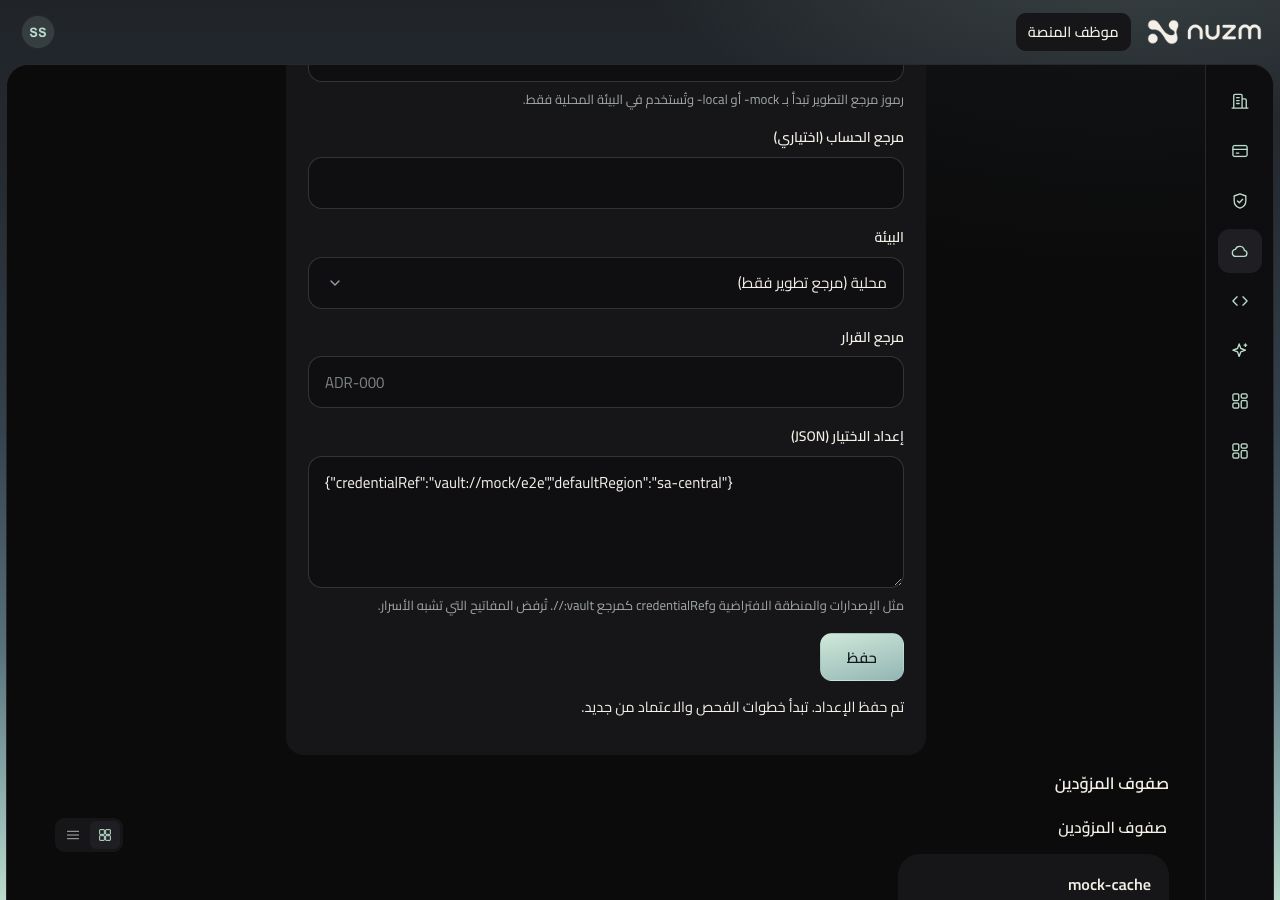 nuzm
موظف المنصة
SS
رموز مرجع التطوير تبدأ بـ mock- أو local- وتُستخدم في البيئة المحلية فقط.
مرجع الحساب (اختياري)
البيئة
محلية (مرجع تطوير فقط)
مرجع القرار
ADR-000
إعداد الاختيار (JSON)
{"credentialRef":"vault://mock/e2e","defaultRegion":"sa-central"}
مثل الإصدارات والمنطقة الافتراضية وcredentialRef كمرجع vault://. تُرفض المفاتيح التي تشبه الأسرار.
حفظ
تم حفظ الإعداد. تبدأ خطوات الفحص والاعتماد من جديد.
صفوف المزوّدين
صفوف المزوّدين
mock-cache